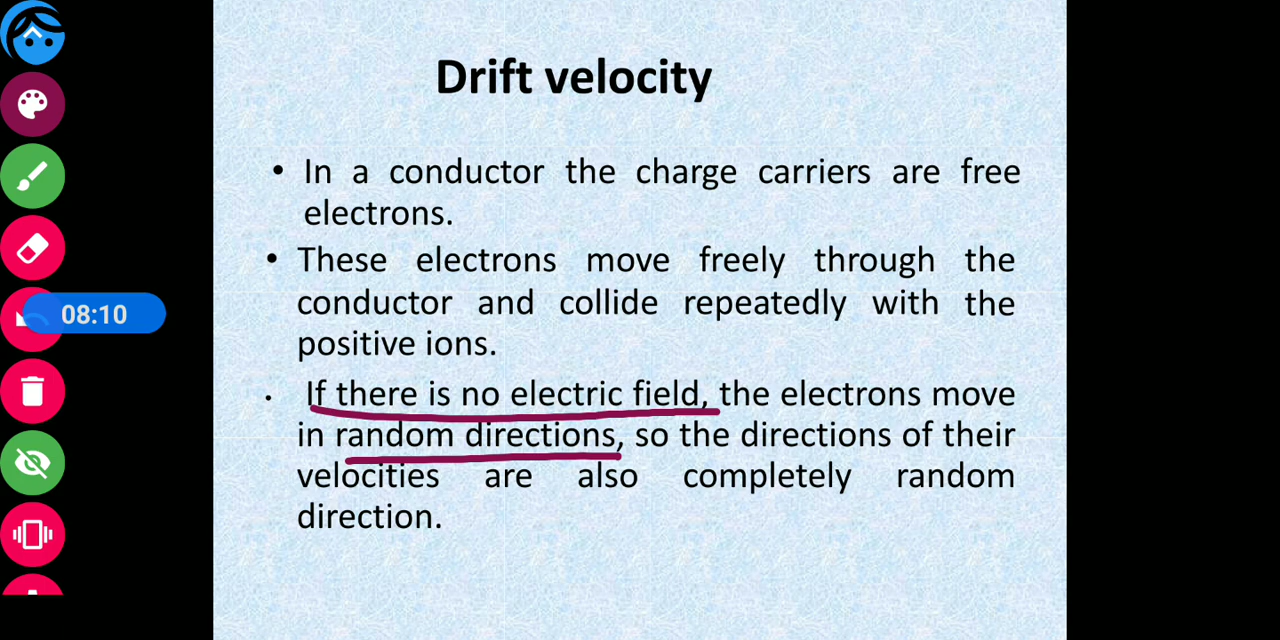 Drift velocity
• In a conductor the charge carriers are free
electrons.
• These electrons move freely through the
conductor and collide repeatedly with the
positive ions.
08:10
• If there is no electric field, the electrons move
in random directions, so the directions of their
velocities are also completely random
direction.